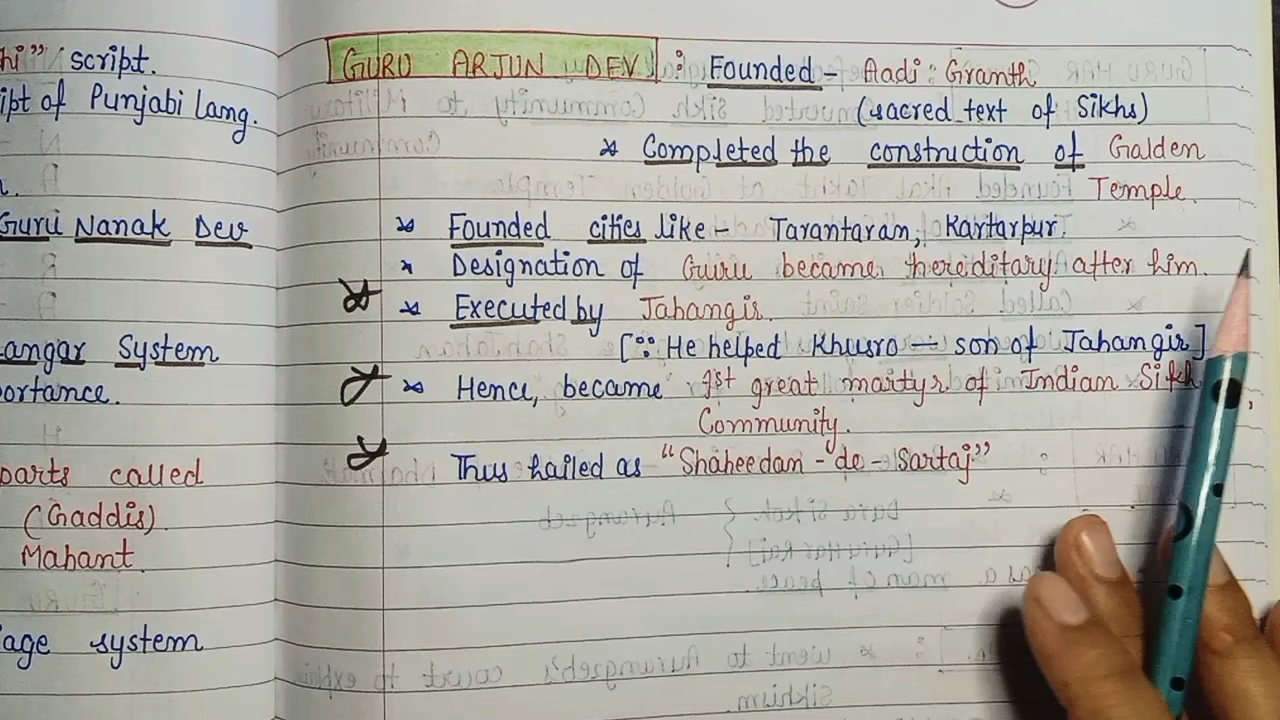 hi" script.
ipt of Punjabi Lang.
Guru Nanak Dev
angar System
ortance.
parts called
(Gaddis).
Mahant.
iage system
GURU ARJUN DEV : Founded - Aadi : Granth
(sacred text of Sikhs)
* Completed the construction of Golden
Temple.
* Founded cities like - Tarantaran, Kartarpur.
* Designation of Guru became hereditary after him.
* Executed by Jahangir.
[∵ He helped Khusro - son of Jahangir]
* Hence, became 1st great martyr of Indian Sikh
Community.
Thus hailed as "Shaheedan - de - Sartaj"